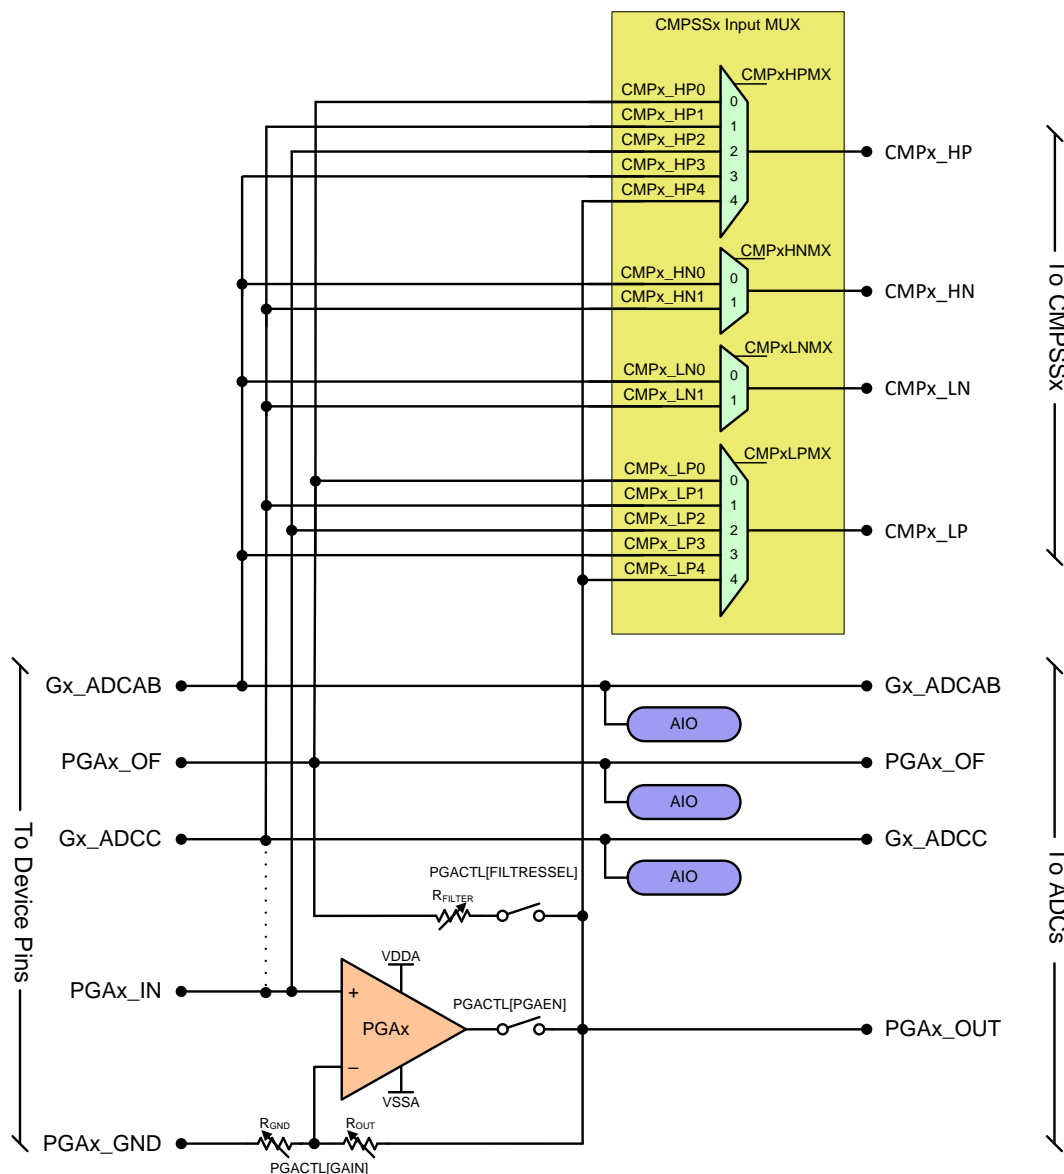 CMPSSx Input MUX
CMPxHPMX
CMPx_HP0
0
CMPx_HP1
1
CMPx_HP2
2
CMPx_HP
CMPx_HP3
3
CMPx_HP4
4
CMPxHNMX
CMPx_HN0
0
CMPx_HN1
1
CMPx_HN
CMPxLNMX
CMPx_LN0
0
CMPx_LN1
1
CMPx_LN
CMPxLPMX
CMPx_LP0
0
CMPx_LP1
1
CMPx_LP2
2
CMPx_LP
CMPx_LP3
3
CMPx_LP4
4
To CMPSSx
Gx_ADCAB
Gx_ADCAB
AIO
PGAx_OF
PGAx_OF
AIO
Gx_ADCC
Gx_ADCC
AIO
PGACTL[FILTRESSEL]
RFILTER
To Device Pins
To ADCs
VDDA
PGAx_IN
+
PGACTL[PGAEN]
PGAx
PGAx_OUT
−
VSSA
RGND
ROUT
PGAx_GND
PGACTL[GAIN]